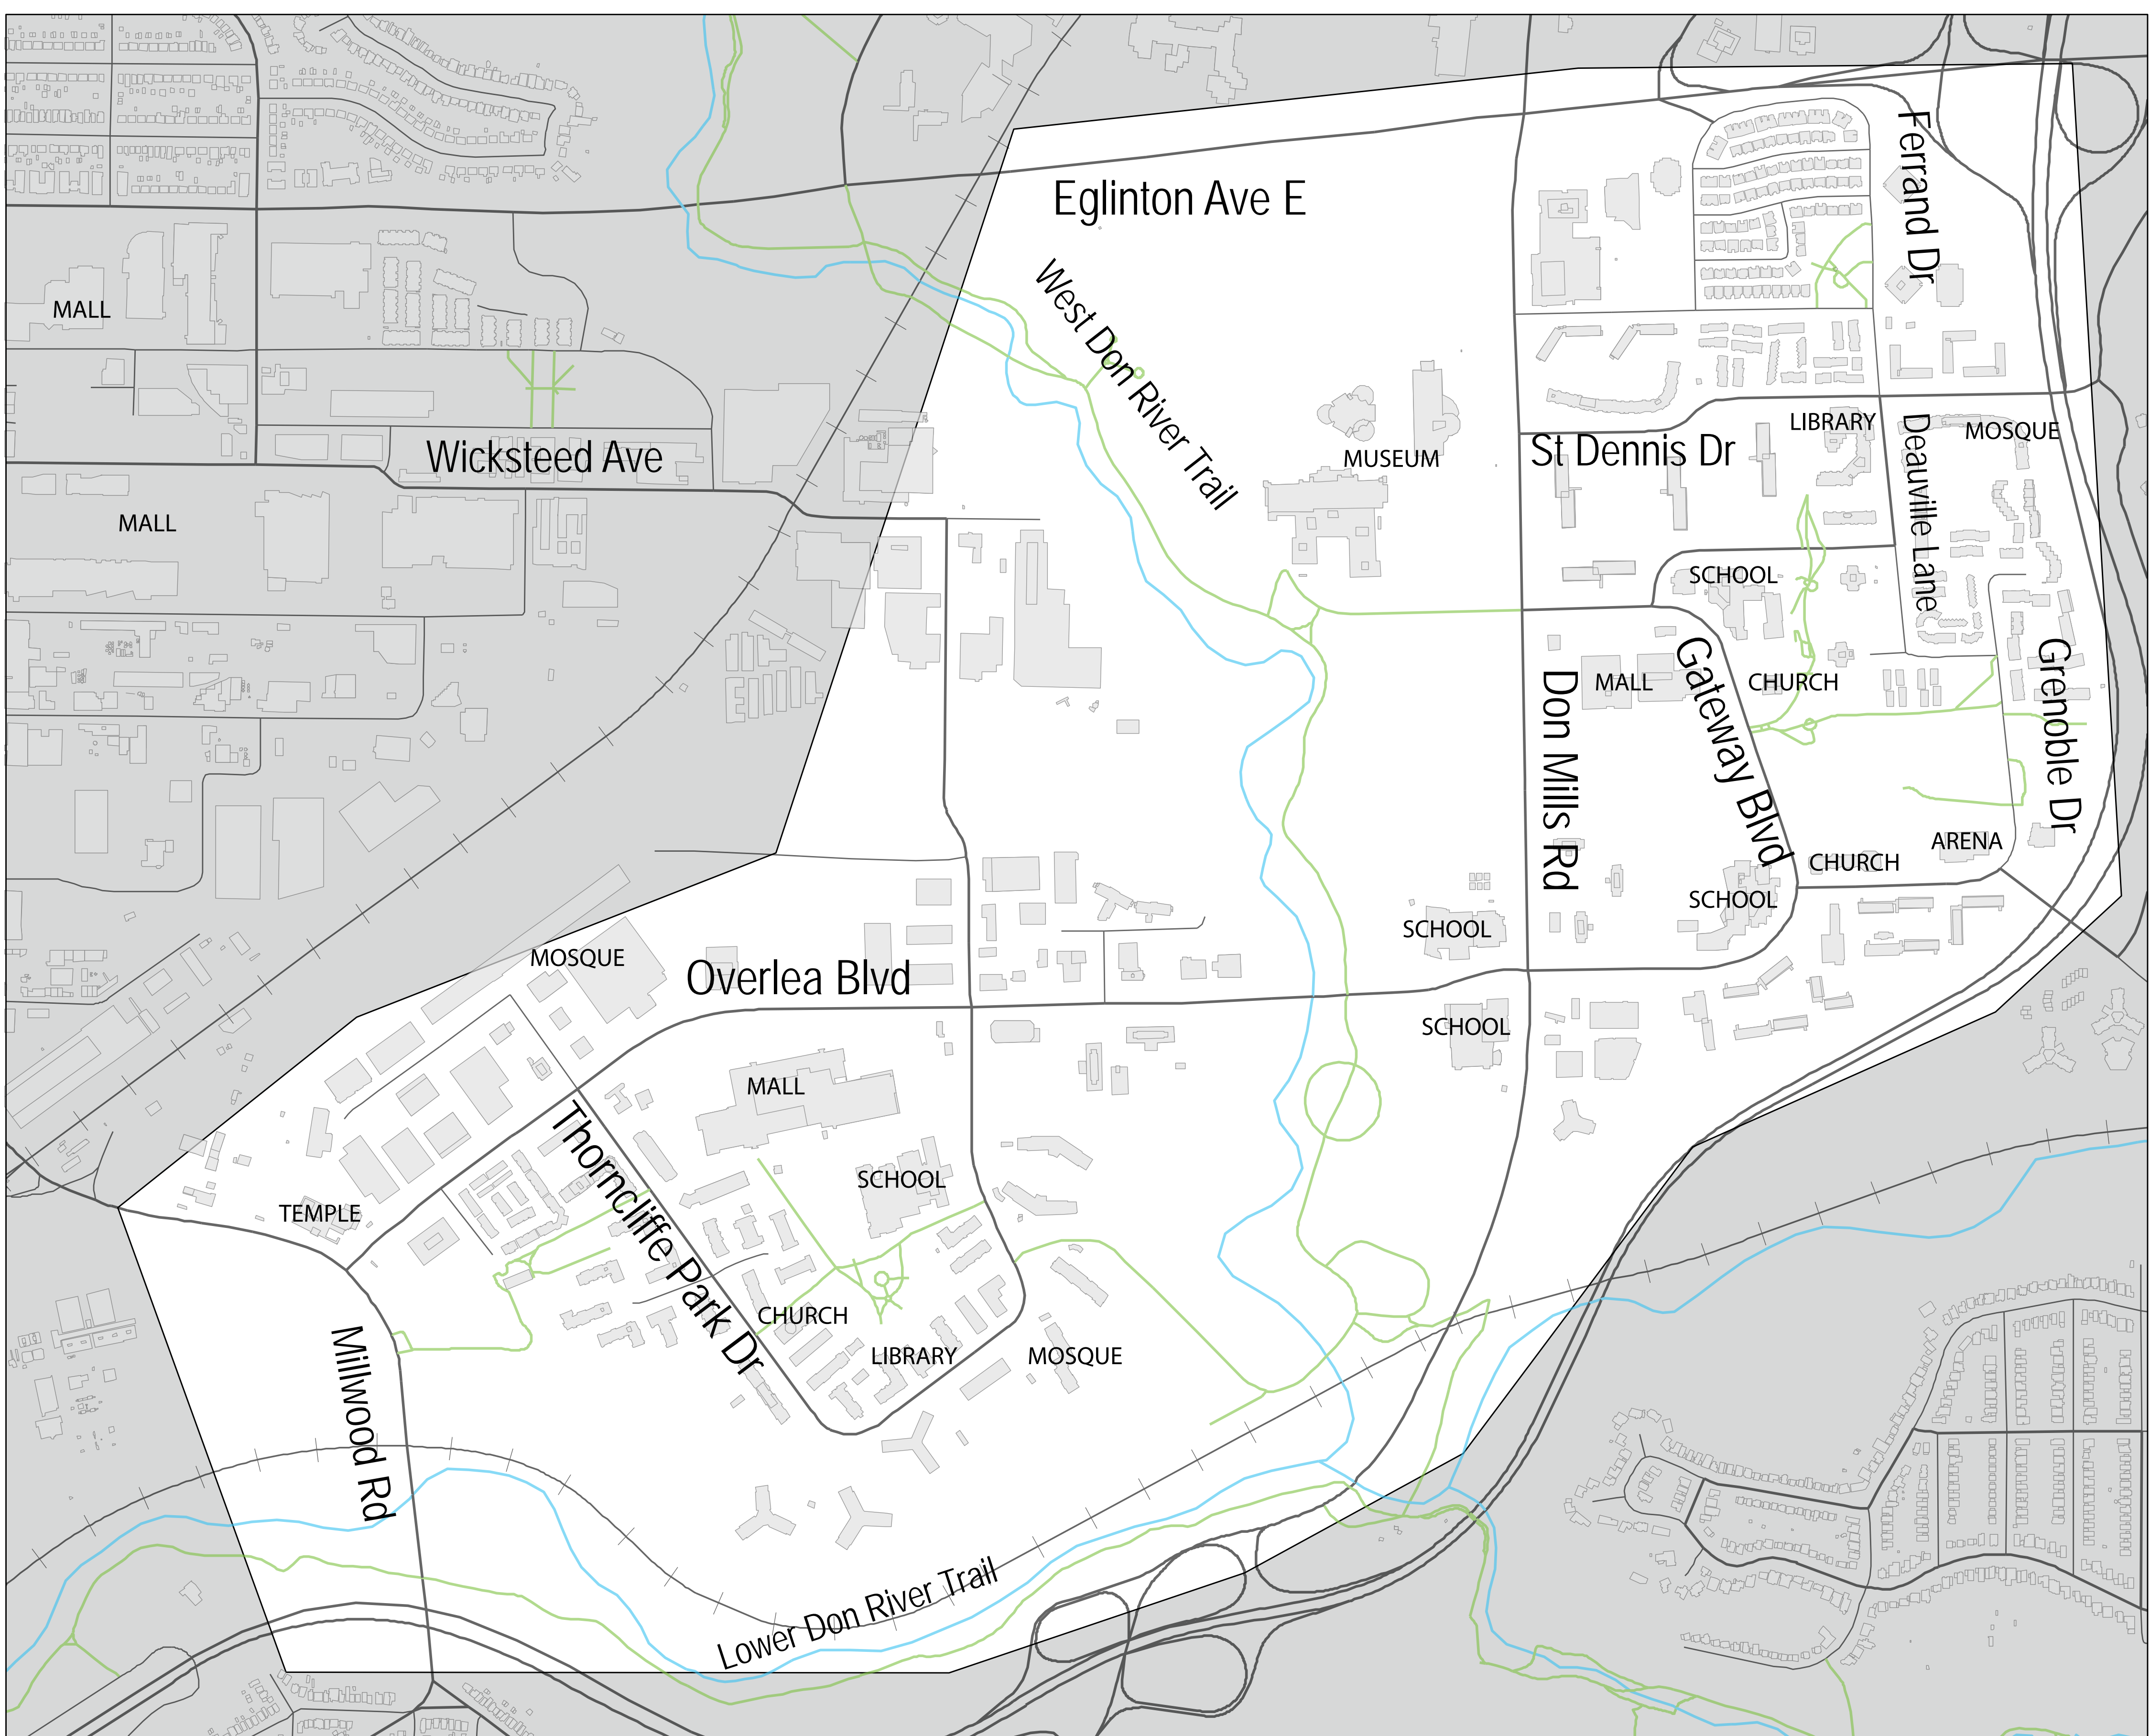 Ferrand Dr
Eglinton Ave E
West Don River Trail
MALL
LIBRARY
MOSQUE
Wicksteed Ave
MUSEUM
St Dennis Dr
Deauville Lane
MALL
SCHOOL
MALL
Gateway Blvd
CHURCH
Grenoble Dr
Don Mills Rd
ARENA
CHURCH
SCHOOL
SCHOOL
MOSQUE
Overlea Blvd
SCHOOL
MALL
Thorncliffe Park Dr
SCHOOL
TEMPLE
CHURCH
LIBRARY
MOSQUE
Millwood Rd
Lower Don River Trail